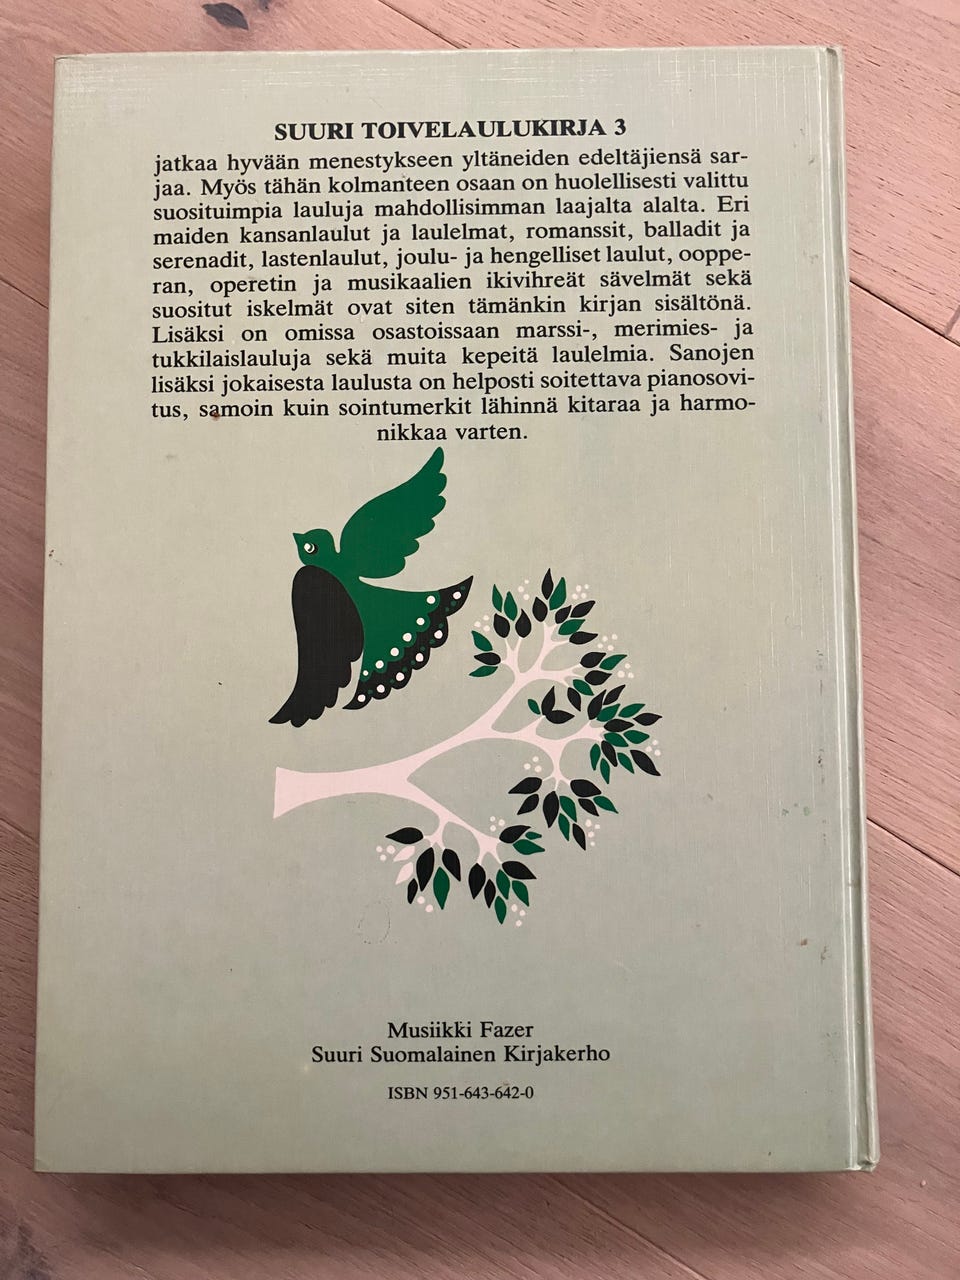 SUURI TOIVELAULUKIRJA 3
jatkaa hyvään menestykseen yltäneiden edeltäjiensä sar-
jaa. Myös tähän kolmanteen osaan on huolellisesti valittu
suosituimpia lauluja mahdollisimman laajalta alalta. Eri
maiden kansanlaulut ja laulelmat, romanssit, balladit ja
serenadit, lastenlaulut, joulu- ja hengelliset laulut, ooppe-
ran, operetin ja musikaalien ikivihreät sävelmät sekä
suositut iskelmät ovat siten tämänkin kirjan sisältönä.
Lisäksi on omissa osastoissaan marssi-, merimies- ja
tukkilaislauluja sekä muita kepeitä laulelmia. Sanojen
lisäksi jokaisesta laulusta on helposti soitettava pianosovi-
tus, samoin kuin sointumerkit lähinnä kitaraa ja harmo-
nikkaa varten.
Musiikki Fazer
Suuri Suomalainen Kirjakerho
ISBN 951-643-642-0